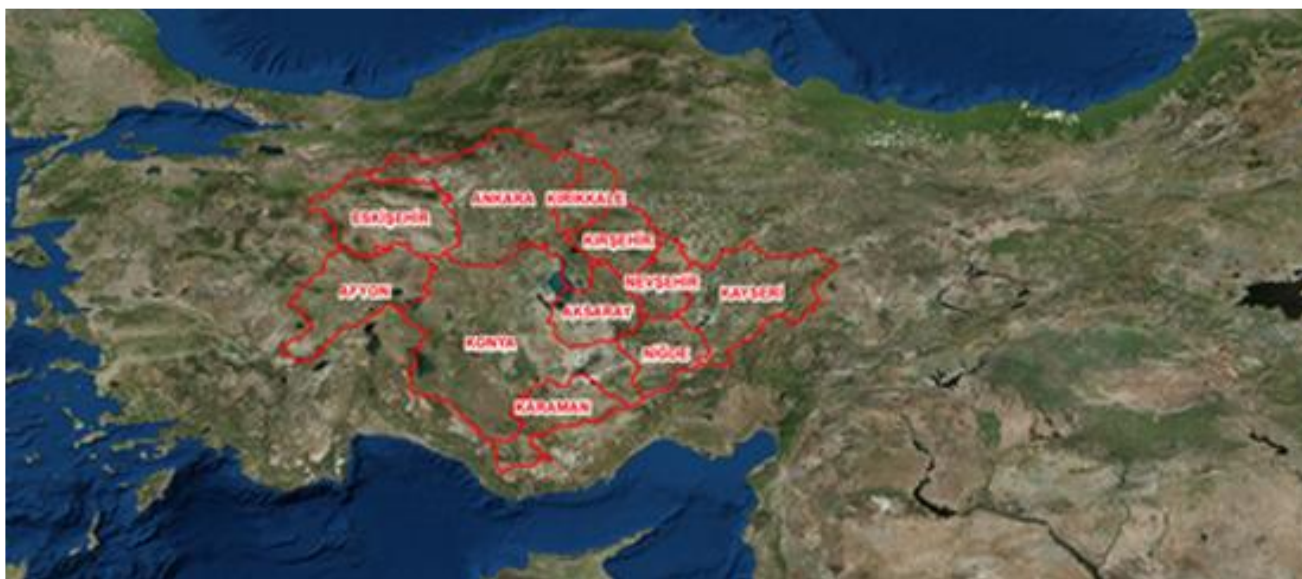 ANKARA
KIRIKKALE
ESKİŞEHİR
KIRŞEHİR
NEVŞEHİR
AFYON
KAYSERİ
AKSARAY
KONYA
NİĞDE
KARAMAN